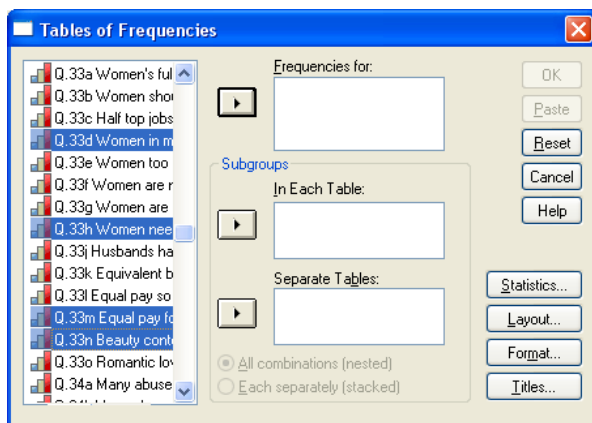 Tables of Frequencies
Q.33a Women's ful
Q.33b Women shou
Q.33c Half top jobs
Q.33d Women in m
Q.33e Women too
Q.33f Women are r
Q.33g Women are
Q.33h Women nee
Q.33j Husbands ha
Q.33k Equivalent b
Q.33l Equal pay so
Q.33m Equal pay fo
Q.33n Beauty cont
Q.33o Romantic lov
Q.34a Many abuse
Frequencies for:
Subgroups
In Each Table:
Separate Tables:
All combinations (nested)
Each separately (stacked)
OK
Paste
Reset
Cancel
Help
Statistics...
Layout...
Format...
Titles...